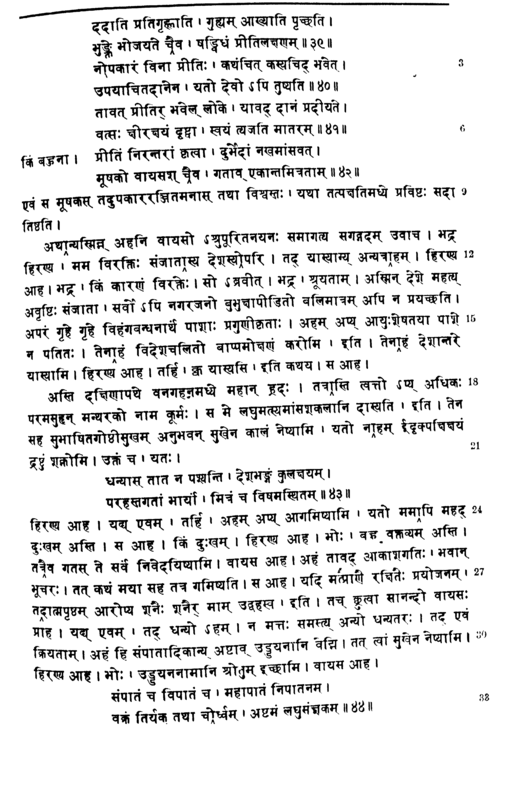 ददाति प्रतिगृह्णाति । गुह्यम् आख्याति पृच्छति ।
भुङ्क्ते भोजयते चैव । षड्विधं प्रीतिलक्षणम् ॥३९॥
नोपकारं विना प्रीतिः । कथंचित् कस्यचिद् भवेत् । 3
उपयाचितदानेन । यतो देवो ऽपि तुष्यति ॥४०॥
तावत् प्रीतिर् भवेल् लोके । यावद् दानं प्रदीयते ।
वत्सः क्षीरक्षयं दृष्ट्वा । स्वयं त्यजति मातरम् ॥४१॥ 6
किं बहुना । प्रीतिं निरन्तरां कृत्वा । दुर्भेदां नखमांसवत् ।
मूषको वायसश् चैव । गताव् एकान्तमित्रताम् ॥४२॥
एवं स मूषकस् तदुपकाररञ्जितमनास् तथा विश्वस्तः । यथा तत्पक्षतिमध्ये प्रविष्टः सदा 9
तिष्ठति ।
अथान्यस्मिन्न् अहनि वायसो ऽश्रुपूरितनयनः समागत्य सगद्गदम् उवाच । भद्र
हिरण्य । मम विरक्तिः संजातास्य देशस्योपरि । तद् यास्याम्य् अन्यत्राहम् । हिरण्य 12
आह । भद्र । किं कारणं विरक्तेः । सो ऽब्रवीत् । भद्र । श्रूयताम् । अस्मिन् देशे महत्य्
अवृष्टिः संजाता । सर्वो ऽपि नगरजनो बुभुक्षापीडितो बलिमात्रम् अपि न प्रयच्छति ।
अपरं गृहे गृहे विहंगबन्धनार्थं पाशाः प्रगुणीकृताः । अहम् अप्य् आयुःशेषतया पाशे 15
न पतितः । तेनाहं विदेशचलितो बाष्पमोक्षणं करोमि । इति । तेनाहं देशान्तरे
यास्यामि । हिरण्य आह । तर्हि । क्व यास्यसि । इति कथय । स आह ।
अस्ति दक्षिणापथे वनगहनमध्ये महान् ह्रदः । तत्रास्ति त्वत्तो ऽप्य् अधिकः 18
परमसुहृन् मन्थरको नाम कूर्मः । स मे लघुमत्स्यमांसशकलानि दास्यति । इति । तेन
सह सुभाषितगोष्ठीसुखम् अनुभवन् सुखेन कालं नेष्यामि । यतो नाहम् ईदृक्पक्षिक्षयं
द्रष्टुं शक्नोमि । उक्तं च । यतः । 21
धन्यास् तात न पश्यन्ति । देशभङ्गं कुलक्षयम् ।
परहस्तगतां भार्यां । मित्रं च विषमस्थितम् ॥४३॥
हिरण्य आह । यद्य् एवम् । तर्हि । अहम् अप्य् आगमिष्यामि । यतो ममापि महद् 24
दुःखम् अस्ति । स आह । किं दुःखम् । हिरण्य आह । भोः । बहु वक्तव्यम् अस्ति ।
तत्रैव गतस् ते सर्वं निवेदयिष्यामि । वायस आह । अहं तावद् आकाशगतिः । भवान्
भूचरः । तत् कथं मया सह तत्र गमिष्यति । स आह । यदि मत्प्राणै रक्षितैः प्रयोजनम् । 27
तद्वात्मपृष्ठम् आरोप्य शनैः शनैर् माम् उद्वहस्व । इति । तच् छ्रुत्वा सानन्दो वायसः
प्राह । यद्य् एवम् । तद् धन्यो ऽहम् । न मत्तः समस्त्य् अन्यो धन्यतरः । तद् एवं
क्रियताम् । अहं हि संपातादिकान्य् अष्टाव् उड्डयनानि वेद्मि । तत् त्वां सुखेन नेष्यामि । 30
हिरण्य आह । भोः । उड्डयननामानि श्रोतुम् इच्छामि । वायस आह ।
संपातं च विपातं च । महापातं निपातनम् ।
वक्रं तिर्यक् तथा चोर्ध्वम् । अष्टमं लघुसंज्ञकम् ॥४४॥ 33